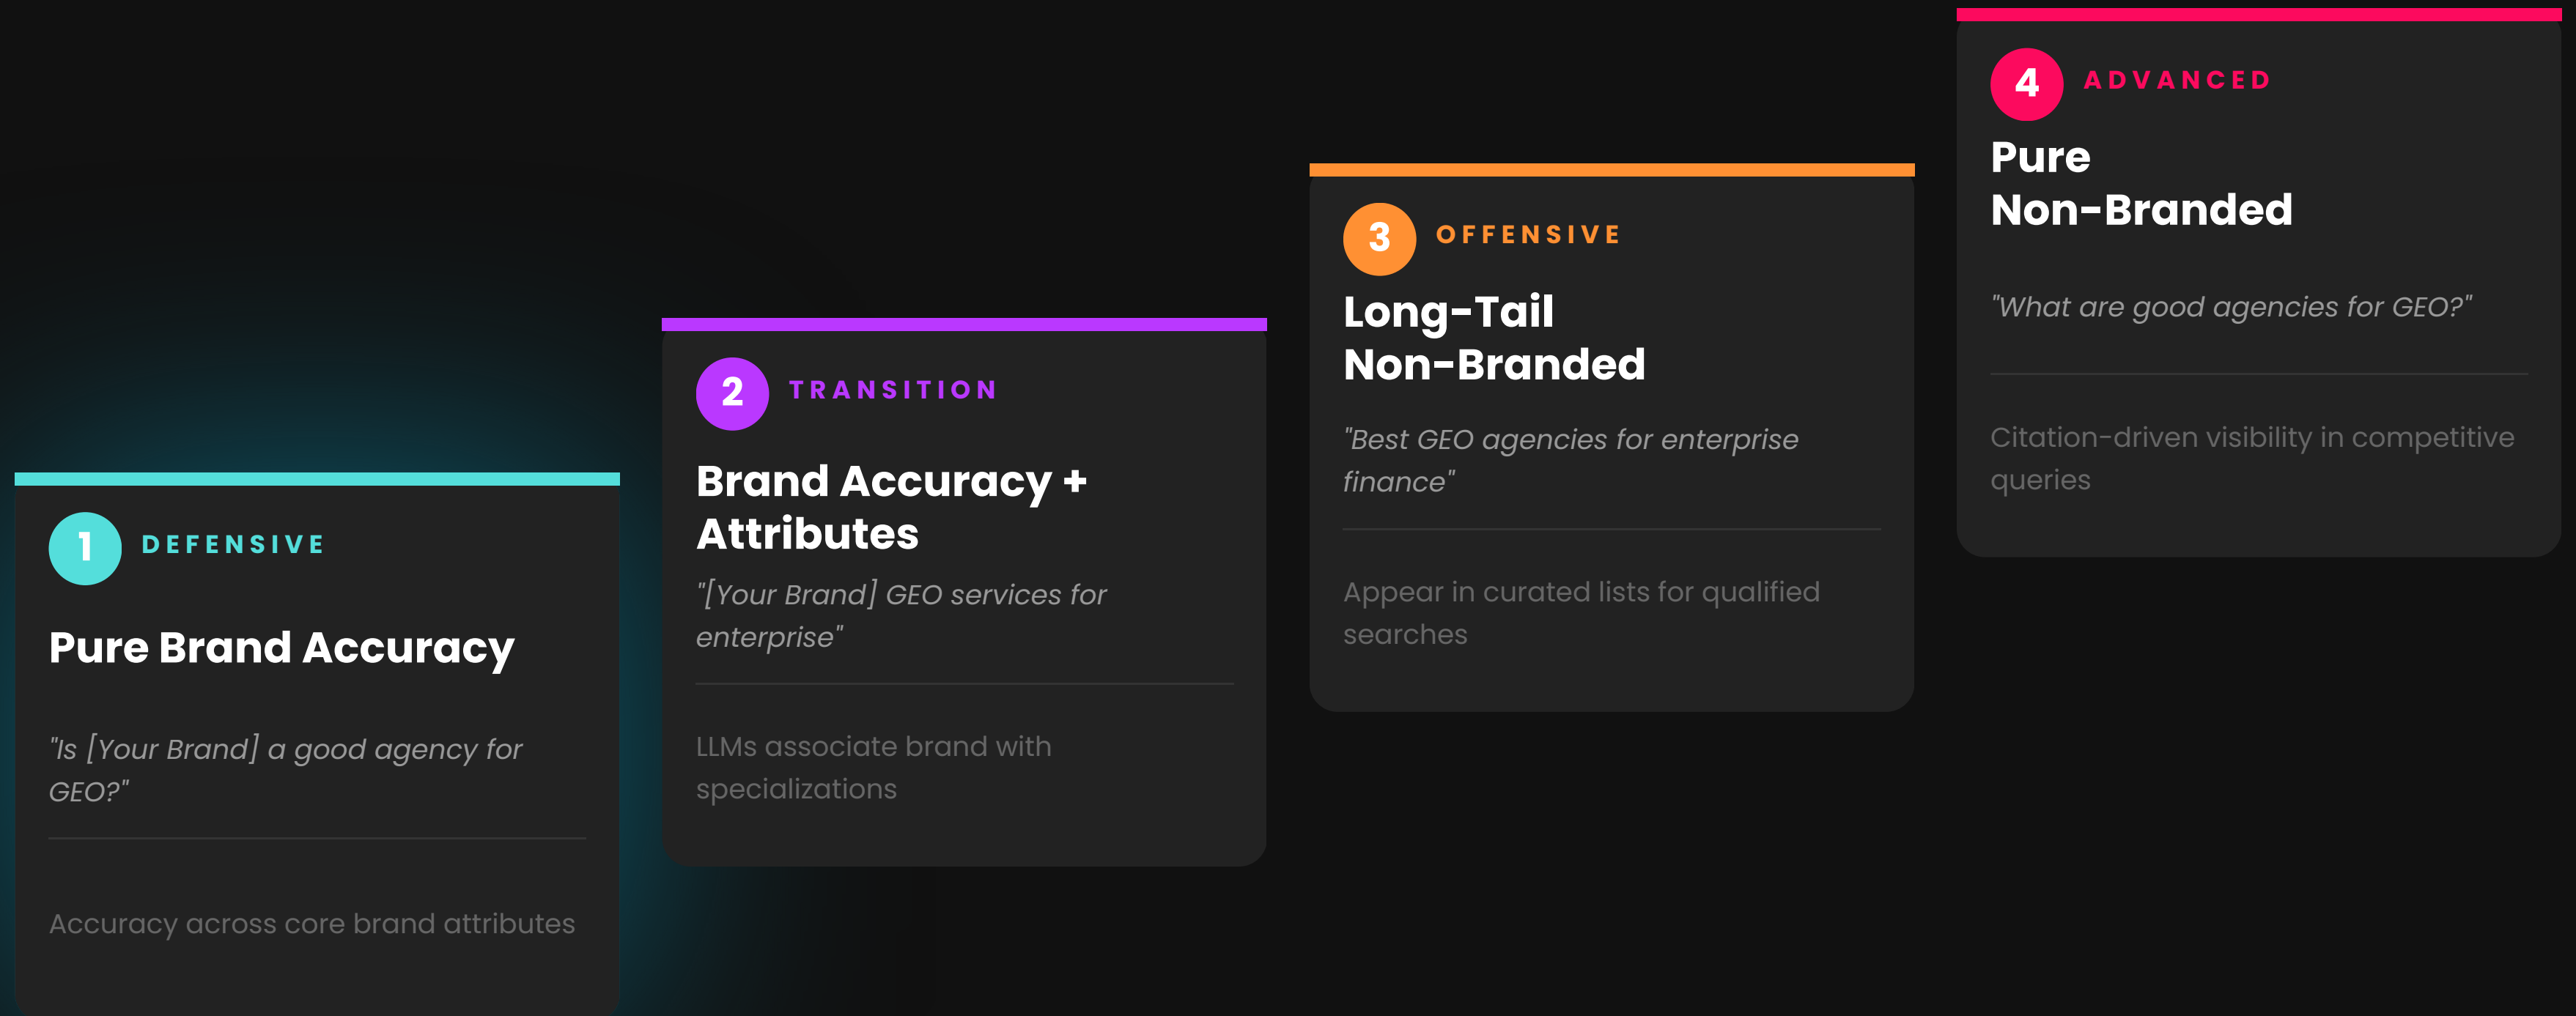 1
DEFENSIVE
Pure Brand Accuracy
"Is [Your Brand] a good agency for
GEO?"
Accuracy across core brand attributes
2
TRANSITION
Brand Accuracy +
Attributes
"[Your Brand] GEO services for
enterprise"
LLMs associate brand with
specializations
3
OFFENSIVE
Long-Tail
Non-Branded
"Best GEO agencies for enterprise
finance"
Appear in curated lists for qualified
searches
4
ADVANCED
Pure
Non-Branded
"What are good agencies for GEO?"
Citation-driven visibility in competitive
queries